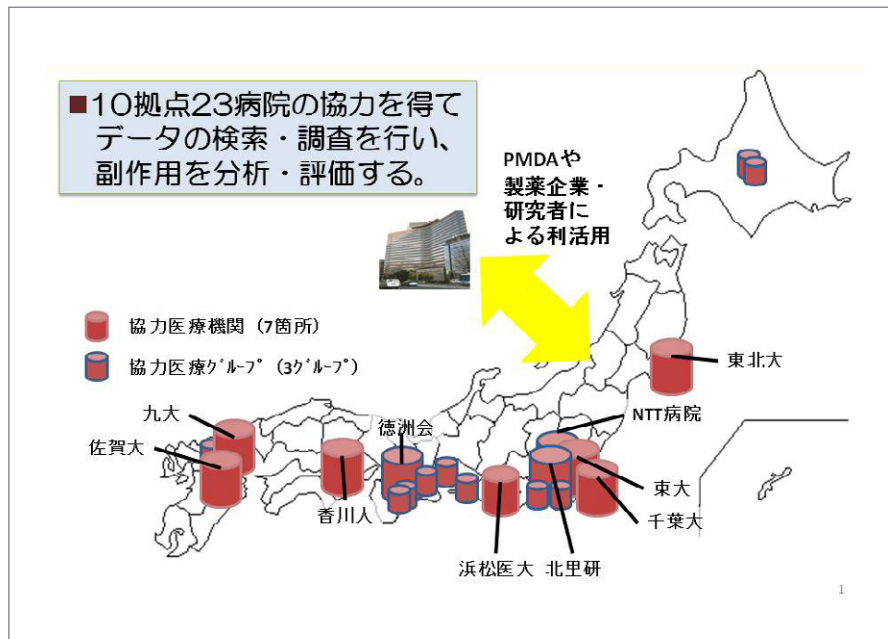 ■10拠点23病院の協力を得て
データの検索・調査を行い、
副作用を分析・評価する。
PMDAや
製薬企業・
研究者に
よる利活用
協力医療機関（7箇所）
協力医療ｸﾞﾙｰﾌﾟ（3ｸﾞﾙｰﾌﾟ）
東北大
NTT病院
九大
徳洲会
佐賀大
東大
香川人
千葉大
浜松医大
北里研
1